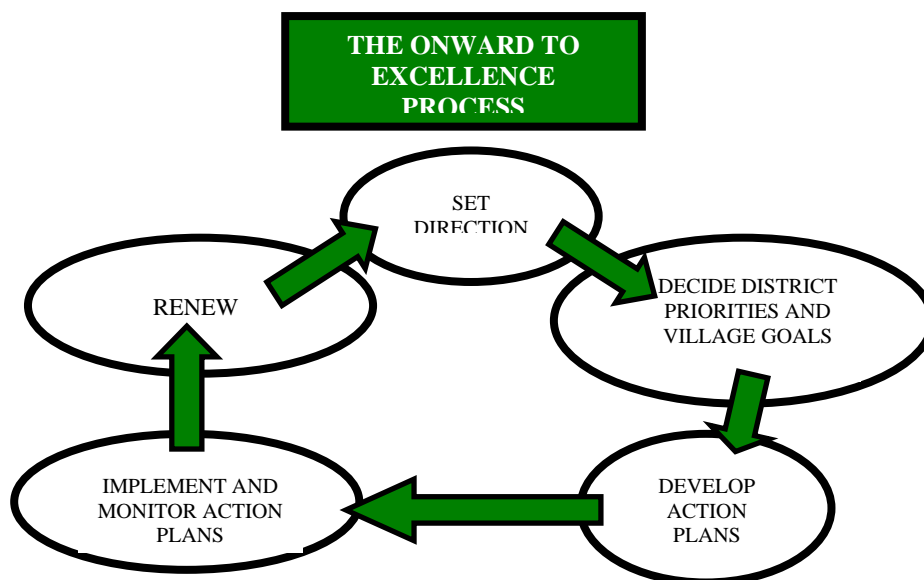 THE ONWARD TO
EXCELLENCE
PROCESS
SET
DIRECTION
DECIDE DISTRICT
PRIORITIES AND
VILLAGE GOALS
RENEW
IMPLEMENT AND
MONITOR ACTION
PLANS
DEVELOP
ACTION
PLANS